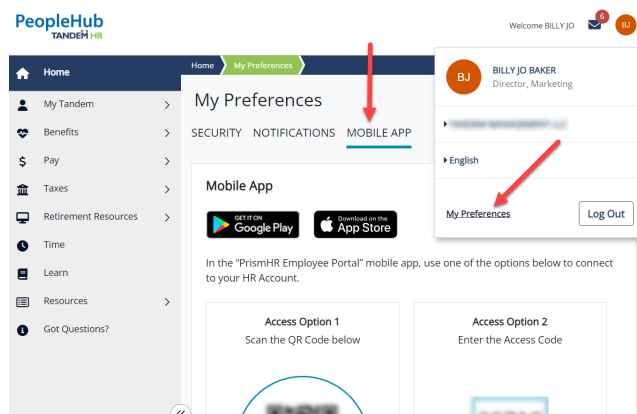 PeopleHub
TANDEM HR
Welcome BILLY JO
6
BJ
Home
My Tandem
Benefits
Pay
Taxes
Retirement Resources
Time
Learn
Resources
Got Questions?
Home
My Preferences
My Preferences
SECURITY NOTIFICATIONS MOBILE APP
Mobile App
GET IT ON
Google Play
Download on the
App Store
In the “PrismHR Employee Portal” mobile app, use one of the options below to connect
to your HR Account.
Access Option 1
Scan the QR Code below
Access Option 2
Enter the Access Code
BJ
BILLY JO BAKER
Director, Marketing
English
My Preferences
Log Out